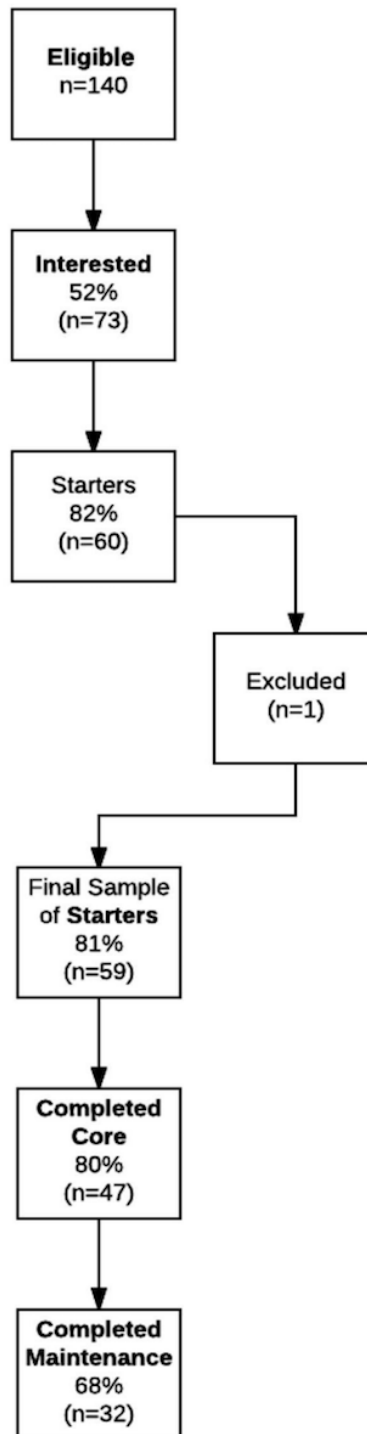 Eligible
n=140
Interested
52%
(n=73)
Starters
82%
(n=60)
Excluded
(n=1)
Final Sample
of Starters
81%
(n=59)
Completed
Core
80%
(n=47)
Completed
Maintenance
68%
(n=32)